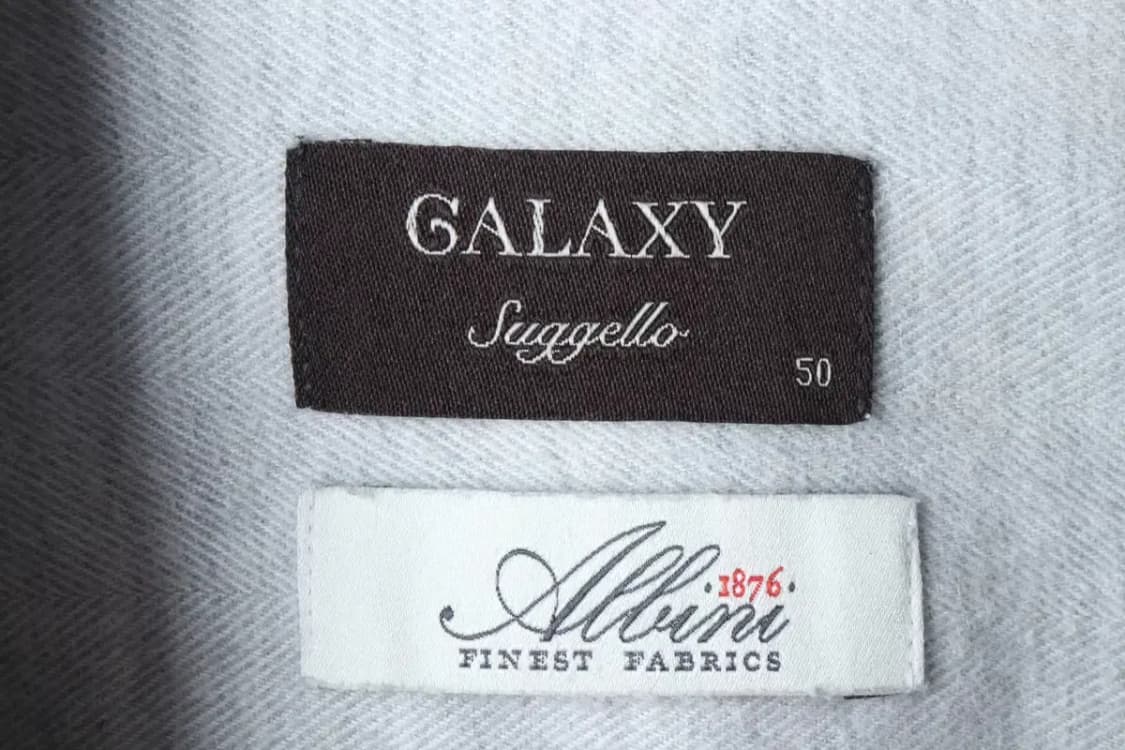 GALAXY
Suggello
50
Albini
·1876·
FINEST FABRICS